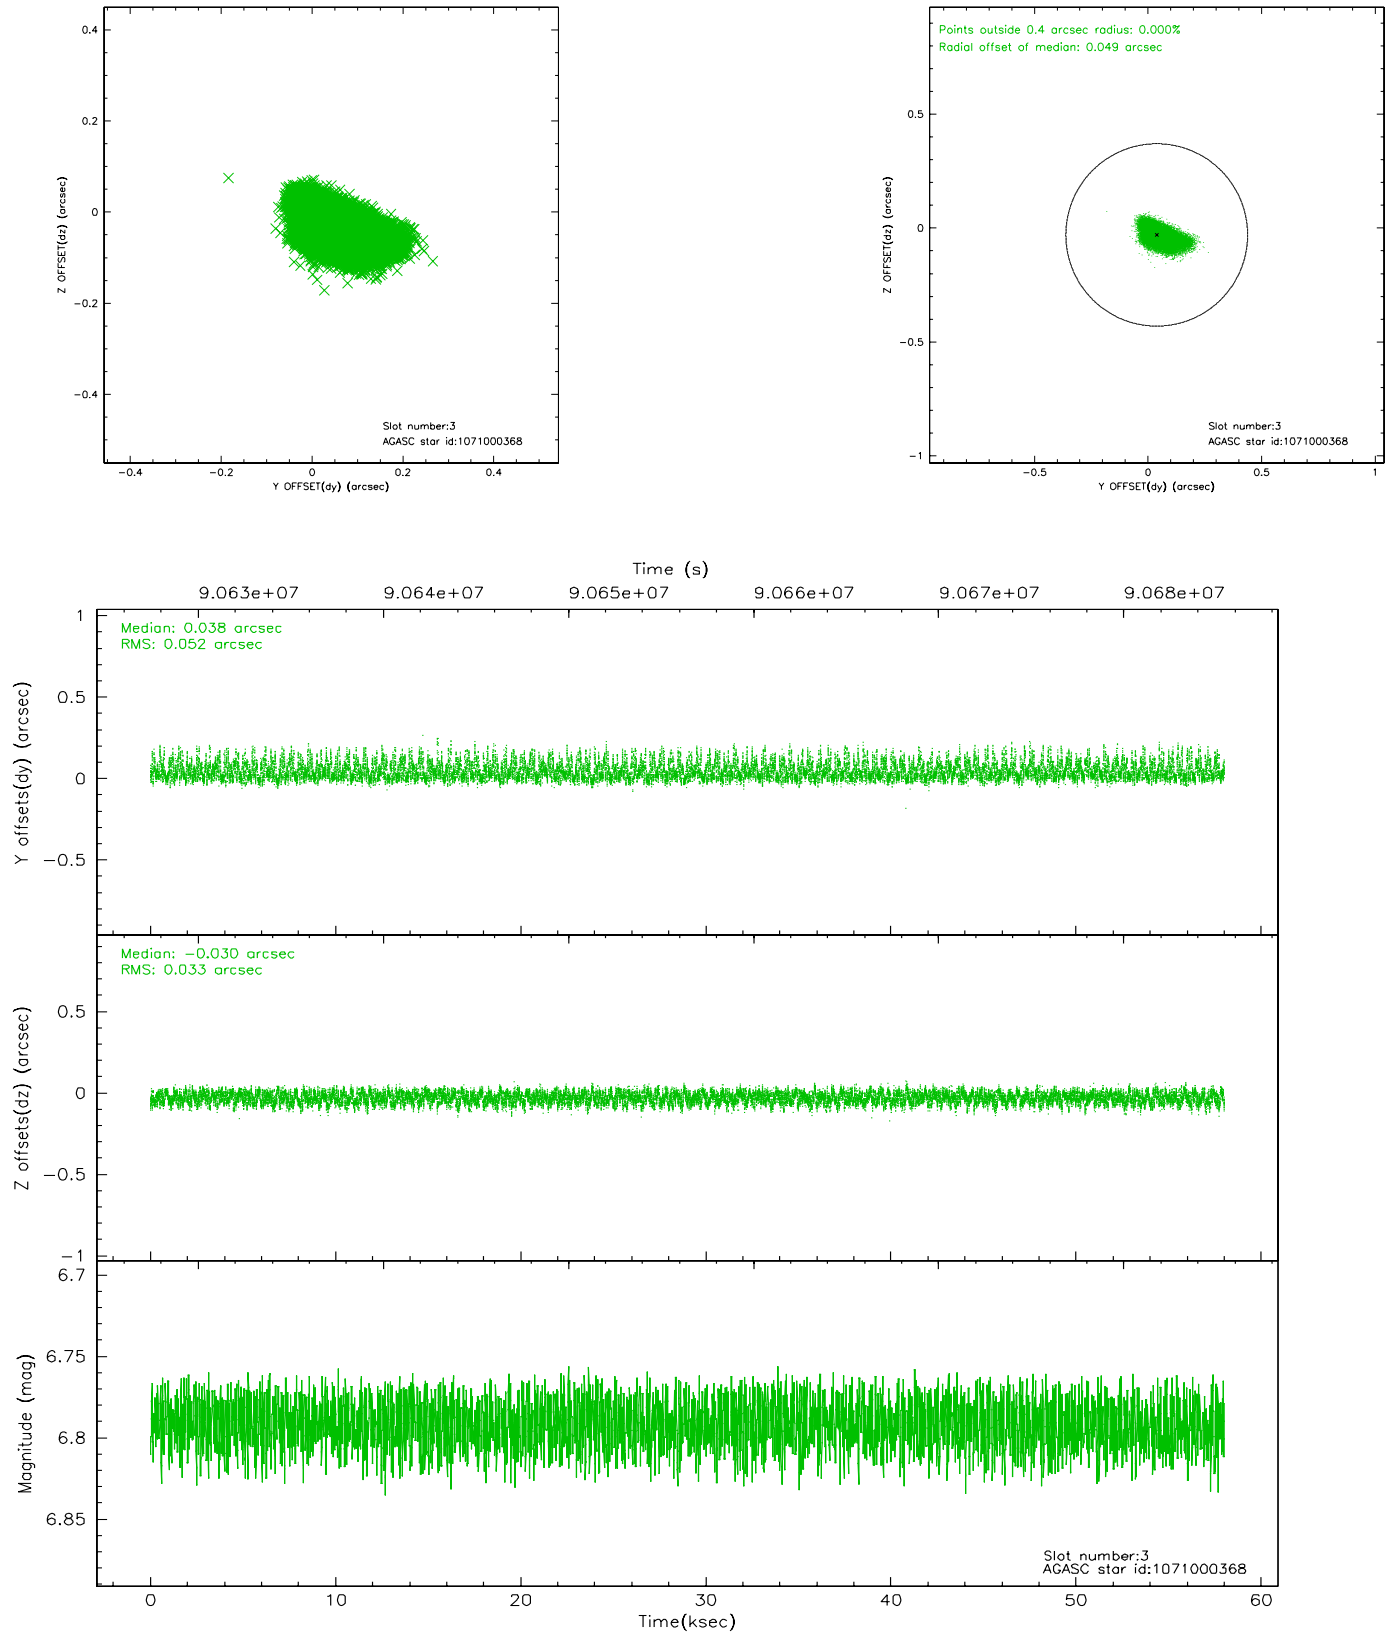 0.4
0.2
0
−0.2
−0.4
Z OFFSET(dz) (arcsec)
Slot number:3
AGASC star id:1071000368
−0.4 −0.2 0 0.2 0.4
Y OFFSET(dy) (arcsec)
Points outside 0.4 arcsec radius: 0.000%
Radial offset of median: 0.049 arcsec
0.5
0
−0.5
−1
Z OFFSET(dz) (arcsec)
Slot number:3
AGASC star id:1071000368
−0.5 0 0.5 1
Y OFFSET(dy) (arcsec)
Time (s)
9.063e+07 9.064e+07 9.065e+07 9.066e+07 9.067e+07 9.068e+07
Median: 0.038 arcsec
RMS: 0.052 arcsec
1
0.5
0
−0.5
Y offsets(dy) (arcsec)
Median: −0.030 arcsec
RMS: 0.033 arcsec
0.5
0
−0.5
−1
Z offsets(dz) (arcsec)
6.7
6.75
6.8
6.85
Magnitude (mag)
Slot number:3
AGASC star id:1071000368
0 10 20 30 40 50 60
Time(ksec)